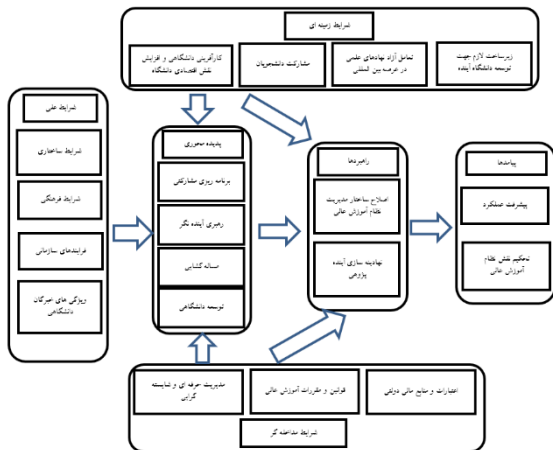 شرایط زمینه ای
زیرساخت لازم جهت
توسعه دانشگاه آینده
تعامل آزاد نهادهای علمی
در عرصه بین المللی
مشارکت دانشجویان
کارآفرینی دانشگاهی و افزایش
نقش اقتصادی دانشگاه
شرایط علی
شرایط ساختاری
شرایط فرهنگی
فرایندهای سازمانی
ویژگی های خبرگان
دانشگاهی
پدیده محوری
برنامه ریزی مشارکتی
رهبری آینده نگر
مساله گشایی
توسعه دانشگاهی
راهبردها
اصلاح ساختار مدیریت
نظام آموزش عالی
نهادینه سازی آینده
پژوهی
پیامدها
پیشرفت عملکرد
تحکیم نقش نظام
آموزش عالی
اعتبارات و منابع مالی دولتی
قوانین و مقررات آموزش عالی
مدیریت حرفه ای و شایسته
گرایی
شرایط مداخله گر